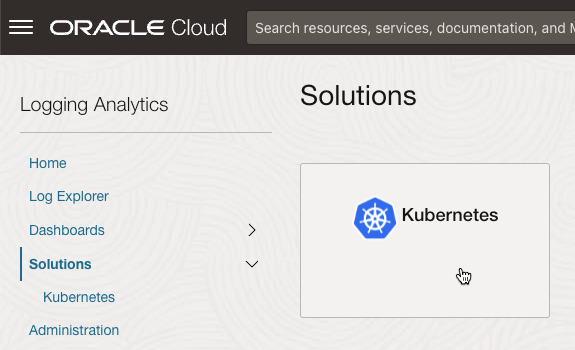 ORACLE Cloud
Search resources, services, documentation, and
Logging Analytics
Home
Log Explorer
Dashboards
Solutions
Kubernetes
Administration
Solutions
Kubernetes